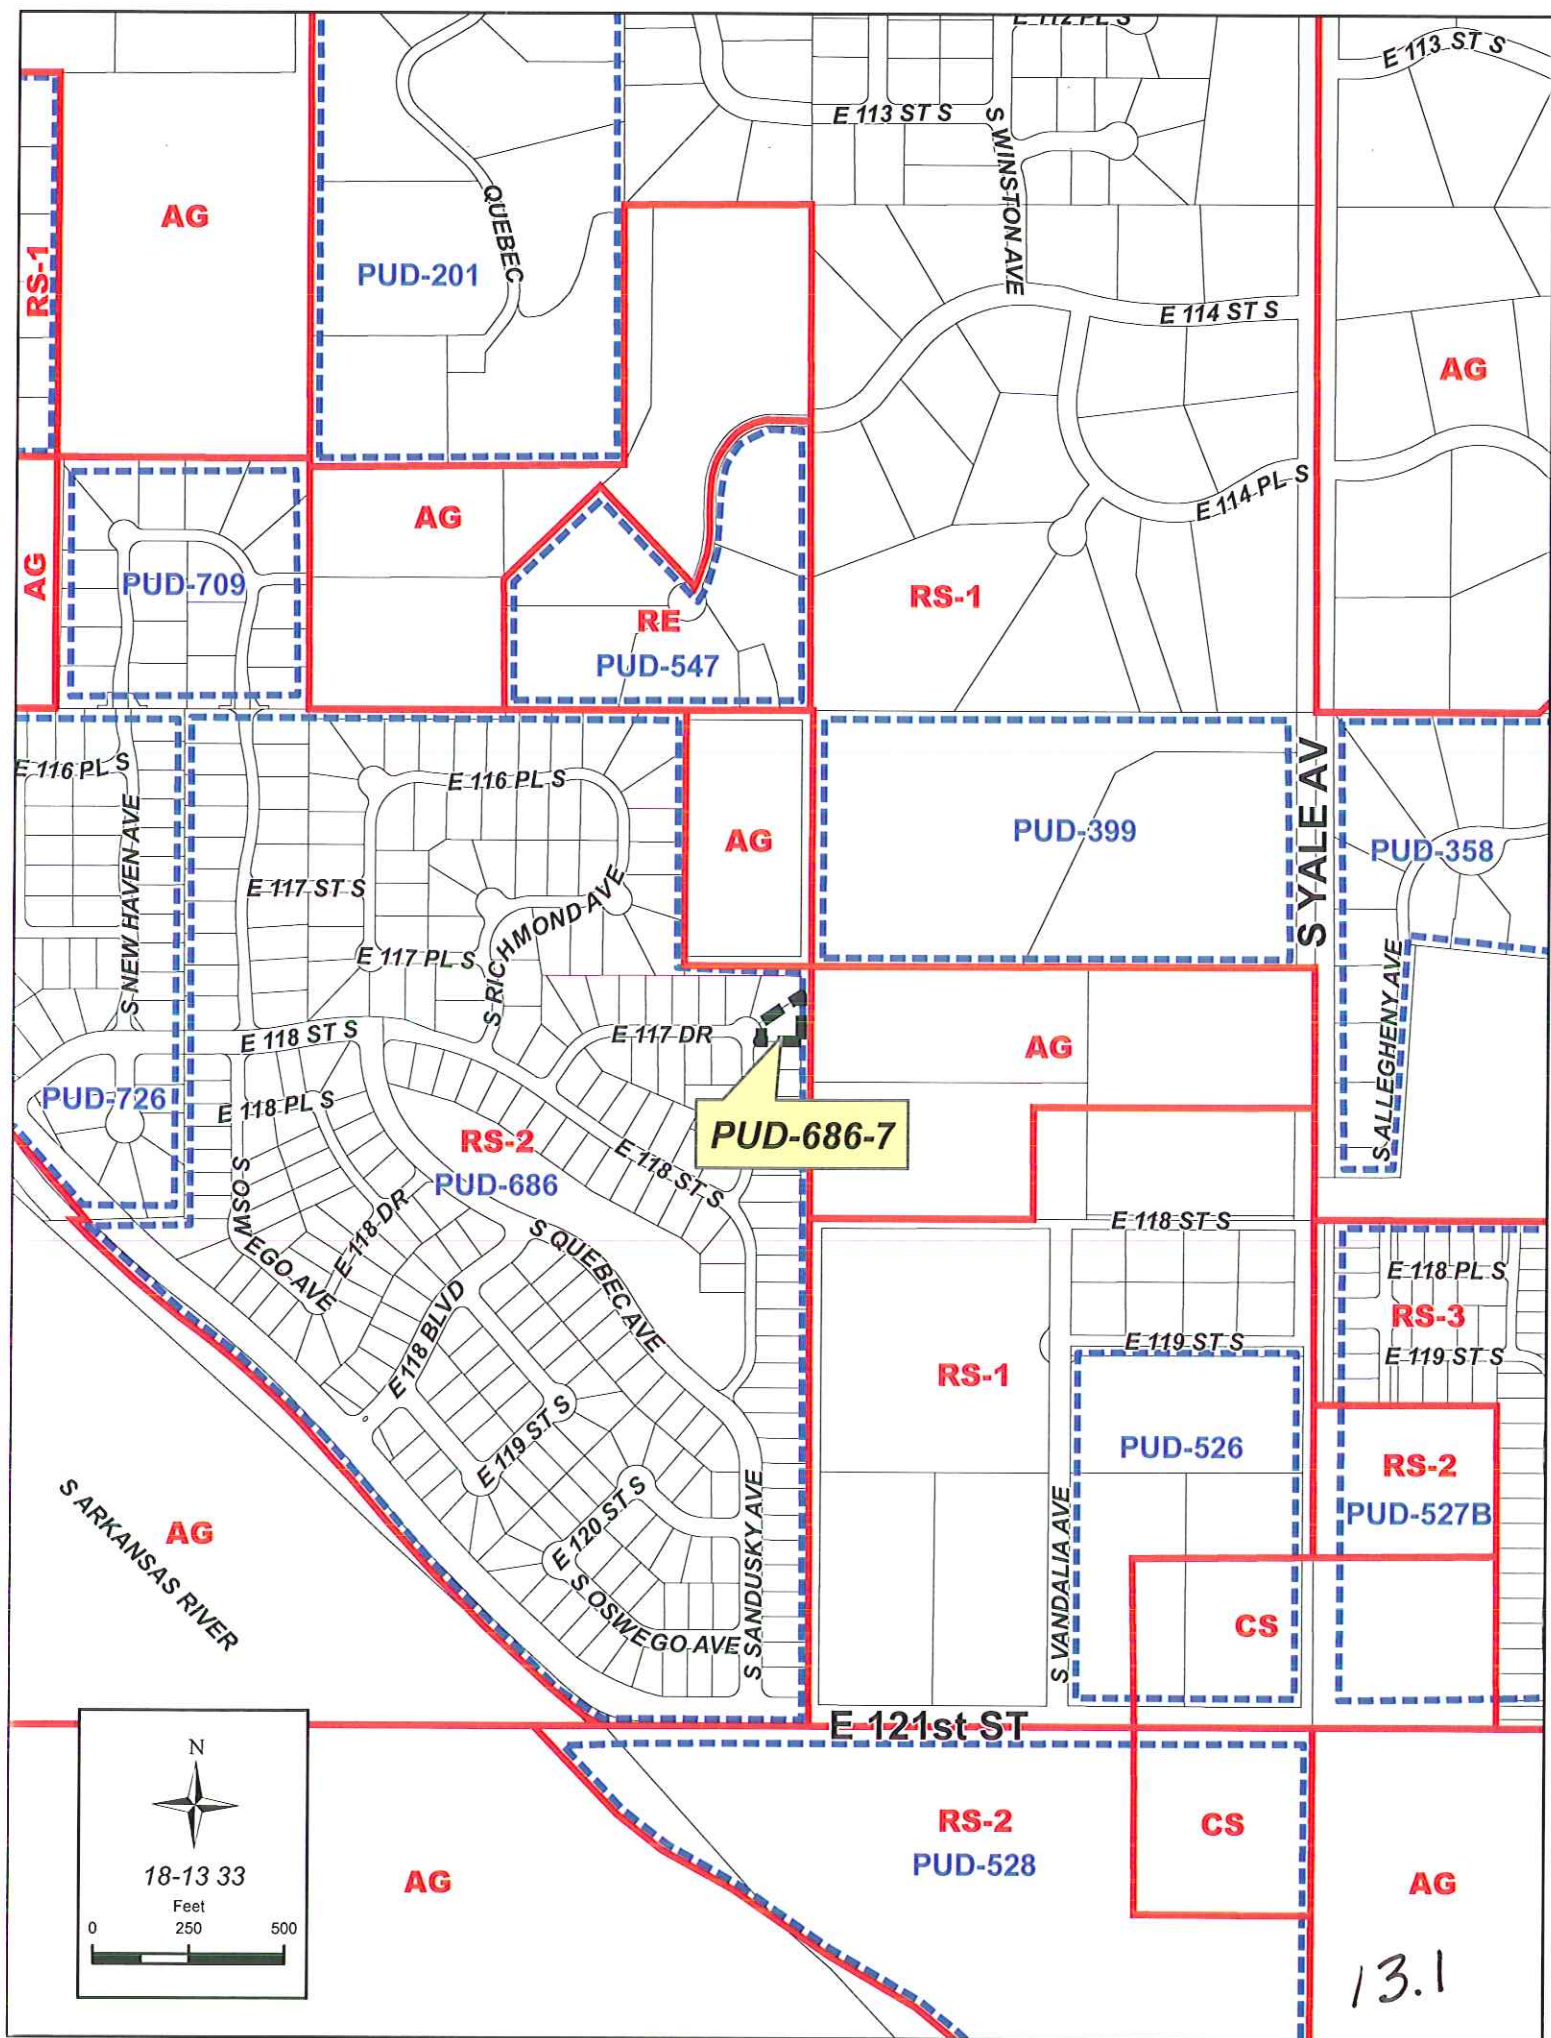 E 112 PL S
E 113 ST S
E 113 ST S
S WINSTON AVE
AG
QUEBEC
PUD-201
RS-1
E 114 ST S
AG
E 114 PL S
AG
AG
PUD-709
RE
PUD-547
RS-1
E 116 PL S
E 116 PL S
S NEW HAVEN AVE
AG
PUD-399
S YALE AV
PUD-358
E 117 ST S
S RICHMOND AVE
E 117 PL S
S ALLEGHENY AVE
E 118 ST S
E 117 DR
AG
PUD-726
E 118 PL S
RS-2
PUD-686
PUD-686-7
E 118 ST S
S OSW
EGO AVE
E 118 DR
S QUEBEC AVE
E 118 ST S
E 118 PL S
RS-3
E 118 BLVD
E 119 ST S
E 119 ST S
RS-1
PUD-526
E 119 ST S
RS-2
PUD-527B
S ARKANSAS RIVER
AG
E 120 ST S
S SANDUSKY AVE
S VANDALIA AVE
S OSWEGO AVE
CS
E 121st ST
N
18-13 33
Feet
0 250 500
AG
RS-2
PUD-528
CS
AG
13.1